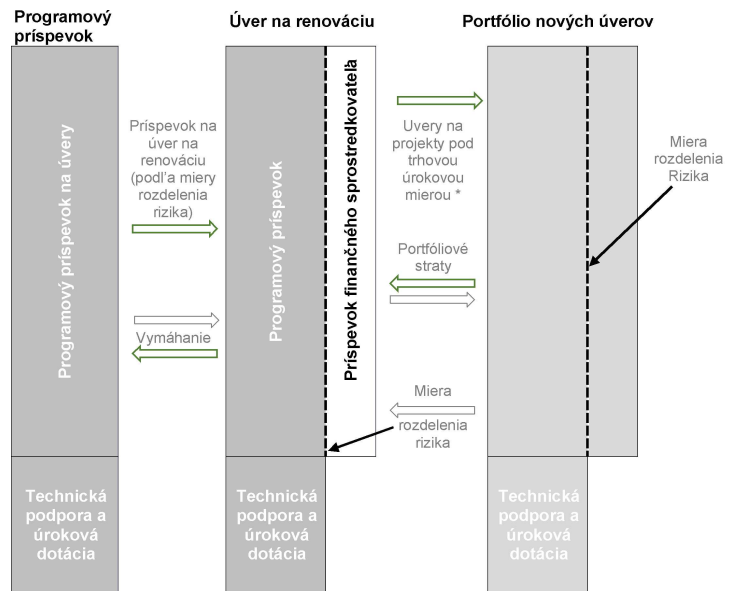 Programový
príspevok
Úver na renováciu
Portfólio nových úverov
Programový príspevok na úvery
Príspevok na
úver na
renováciu
(podľa miery
rozdelenia
rizika)
Vymáhanie
Programový príspevok
Príspevok finančného sprostredkovateľa
Uvery na
projekty pod
trhovou
úrokovou
mierou *
Portfóliové
straty
Miera
rozdelenia
rizika
Miera
rozdelenia
Rizika
Technická
podpora a
úroková
dotácia
Technická
podpora a
úroková
dotácia
Technická
podpora a
úroková
dotácia